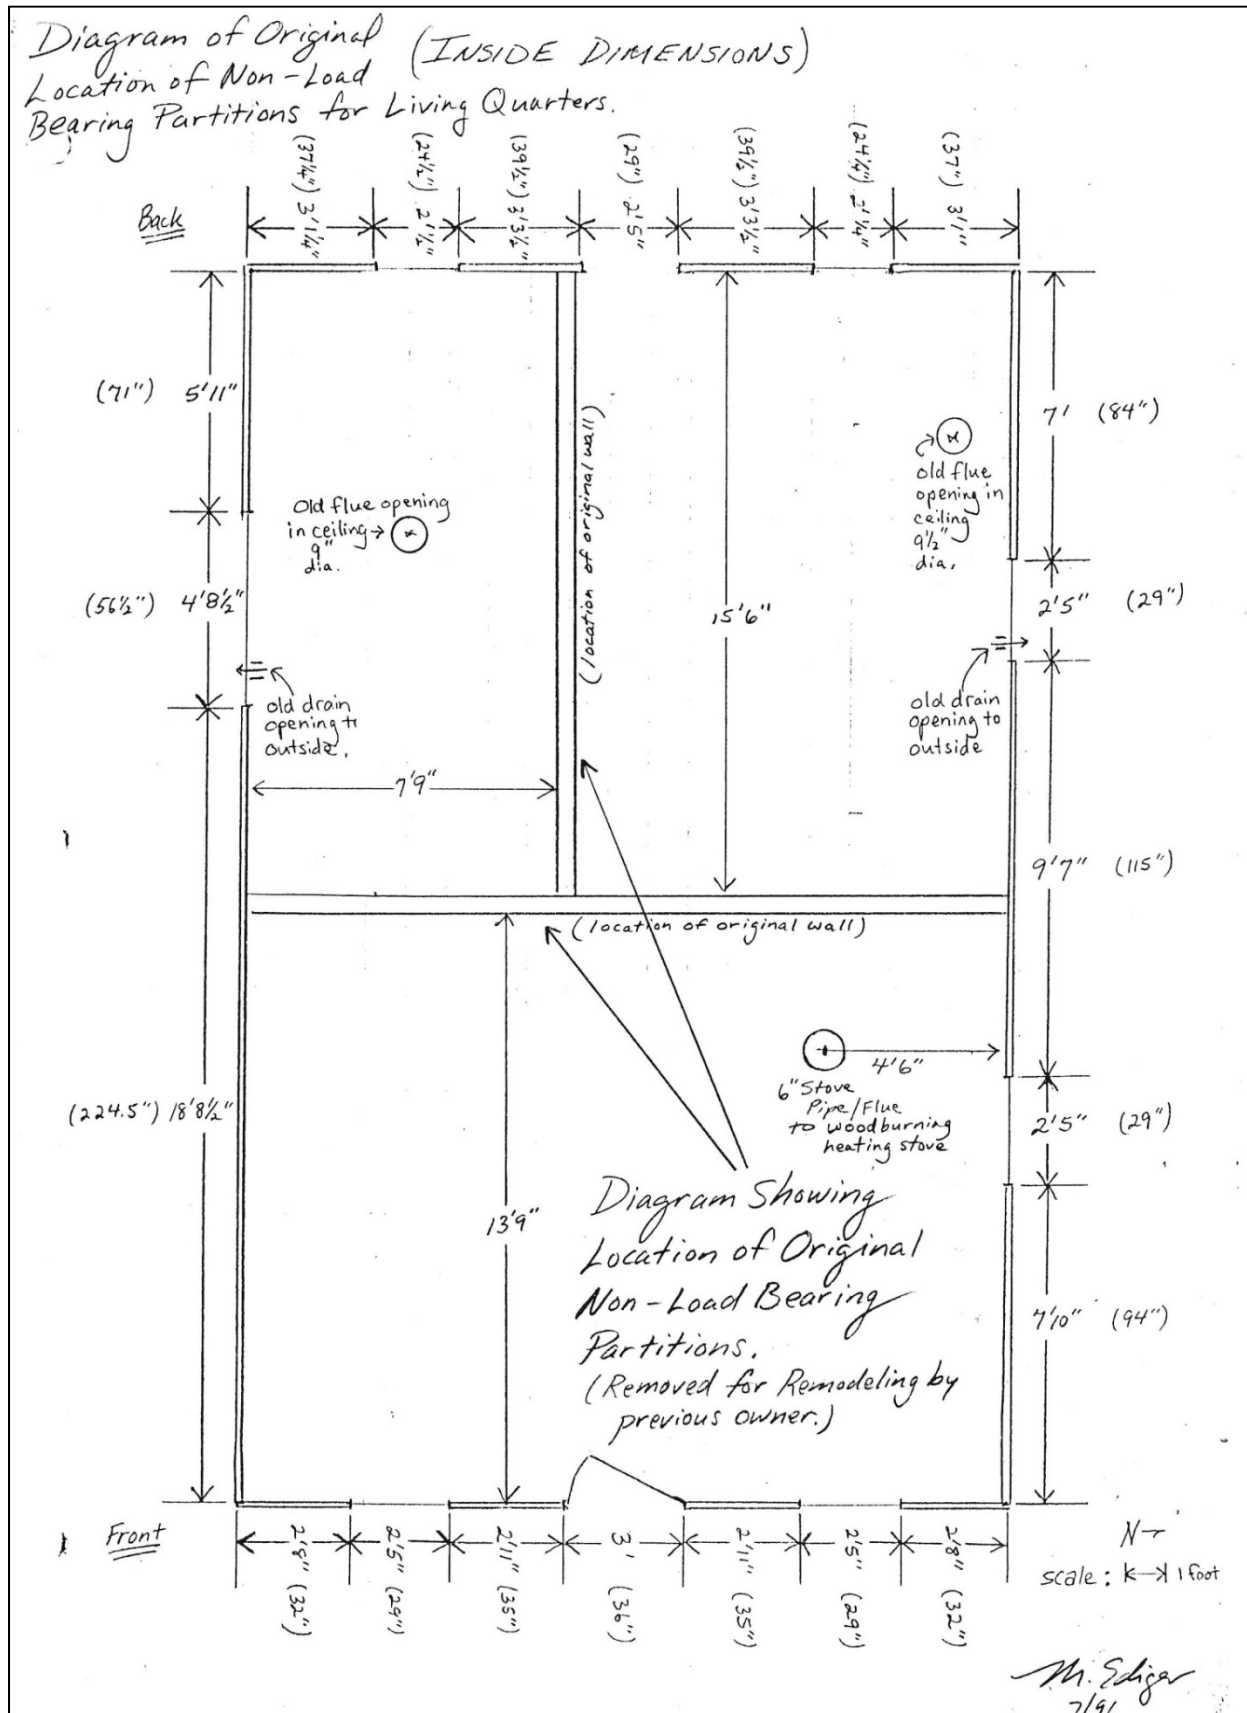 Diagram of Original (INSIDE DIMENSIONS)
Location of Non-Load
Bearing Partitions for Living Quarters.
(37¼") 3'1¼"
(24½") 2'½"
(39½") 3'3½"
(29") 2'5"
(39½") 3'3½"
(24¼") 2'¼"
(37") 3'1"
Back
(71") 5'11"
7' (84")
Old flue opening
in ceiling→
9"
dia.
(location of original wall)
old flue
opening in
ceiling
9½"
dia.
(56½") 4'8½"
15'6"
2'5" (29")
old drain
opening to
outside.
old drain
opening to
outside
7'9"
9'7" (115")
(location of original wall)
4'6"
6" Stove
Pipe/Flue
to woodburning
heating stove
(224.5") 18'8½"
2'5" (29")
13'9"
Diagram Showing
Location of Original
Non-Load Bearing
Partitions.
(Removed for Remodeling by
previous owner.)
7'10" (94")
Front
2'8" (32")
2'5" (29")
2'11" (35")
3' (36")
2'11" (35")
2'5" (29")
2'8" (32")
N→
scale: 1 foot
M. Ediger
7/91